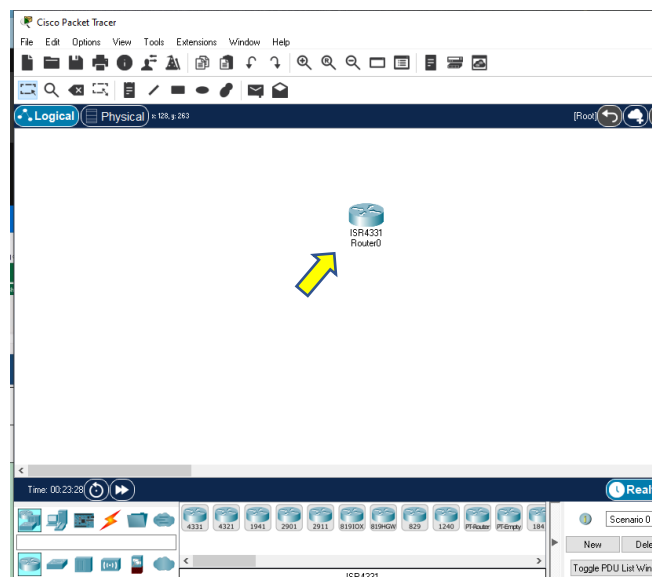 Cisco Packet Tracer
File Edit Options View Tools Extensions Window Help
Logical Physical x: 128, y: 263 [Root]
ISR4331
Router0
Time: 00:23:28 Real
4331 4321 1941 2901 2911 819IOX 819HGW 829 1240 PT-Router PT-Empty 184
Scenario 0
New Dele
Toggle PDU List Win
ISR4331